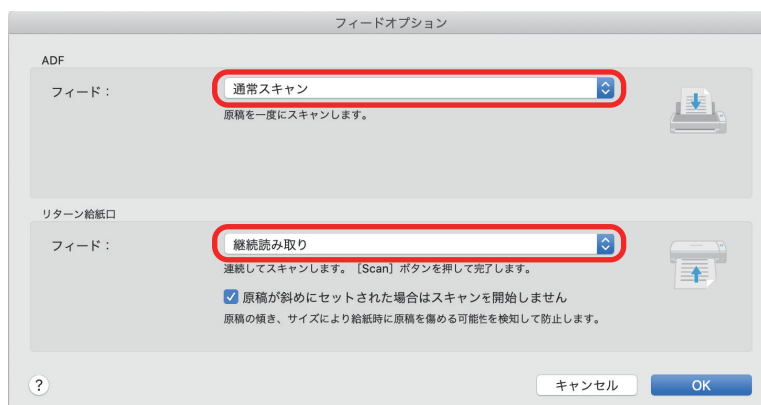 フィードオプション
ADF
フィード：
通常スキャン
原稿を一度にスキャンします。
リターン給紙口
フィード：
継続読み取り
連続してスキャンします。［Scan］ボタンを押して完了します。
原稿が斜めにセットされた場合はスキャンを開始しません
原稿の傾き、サイズにより給紙時に原稿を傷める可能性を検知して防止します。
?
キャンセル
OK